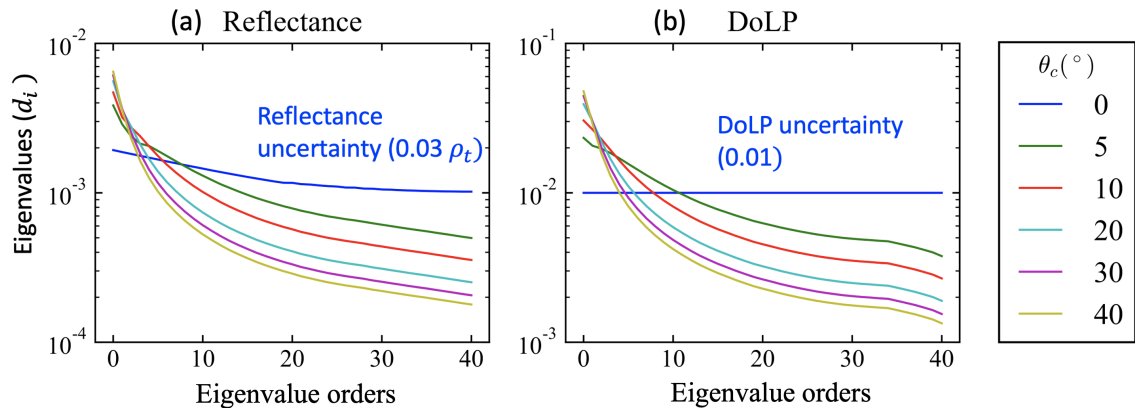 (a) Reflectance
(b) DoLP
10⁻²
10⁻³
10⁻⁴
Eigenvalues (dᵢ )
Reflectance
uncertainty (0.03 ρₜ)
0 10 20 30 40
Eigenvalue orders
10⁻¹
10⁻²
10⁻³
DoLP uncertainty
(0.01)
0 10 20 30 40
Eigenvalue orders
θ_c(°)
0
5
10
20
30
40